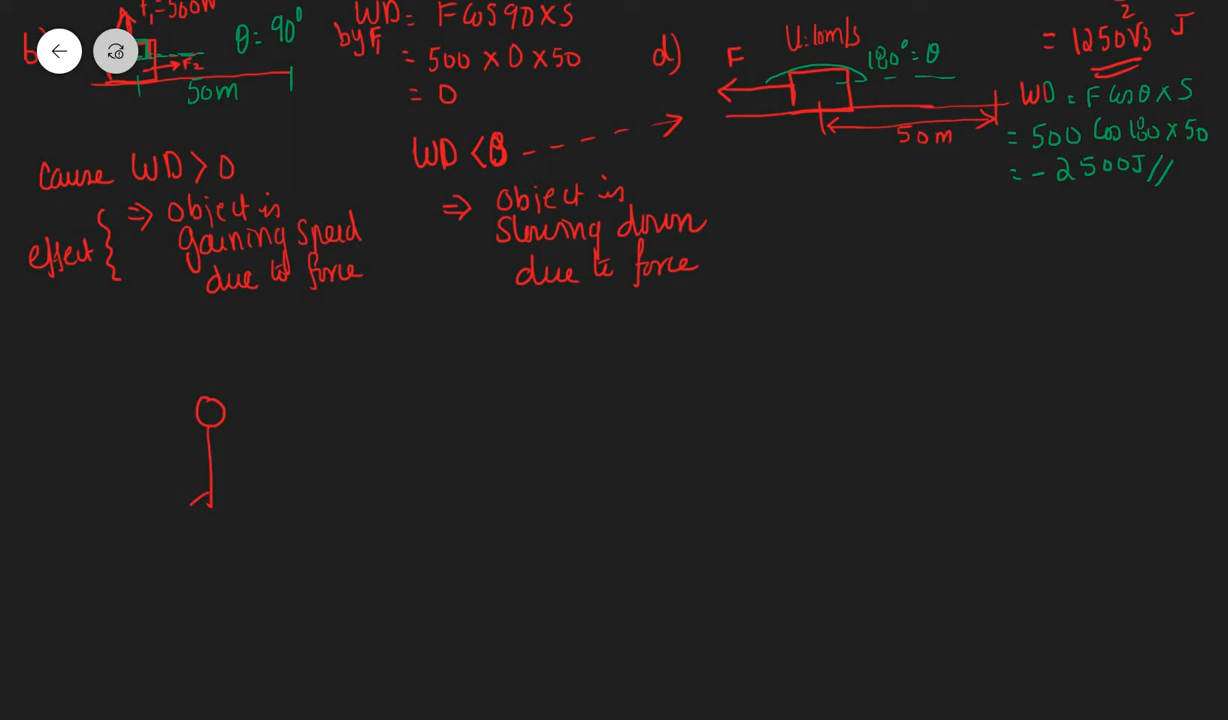 b)
F₁ = 500N
θ = 90°
F₂
50m
WD = F Cos 90 × S
by F₁
= 500 × 0 × 50
= 0
d)
F
U=10m/s
180° = θ
50m
2
= 1250√3 J
WD = F Cos θ × S
= 500 Cos 180 × 50
= - 2500J //
Cause WD > 0
effect { ⇒ object is
gaining speed
due to force
WD < 0
⇒ object is
slowing down
due to force